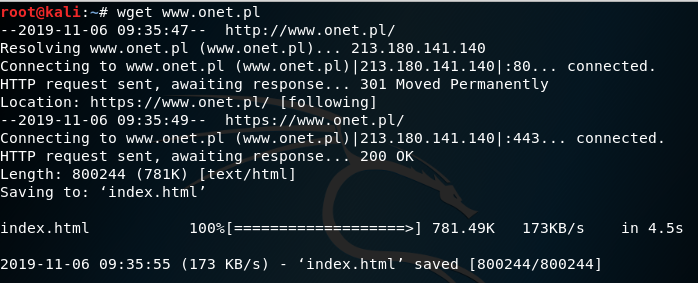 root@kali:~# wget www.onet.pl
--2019-11-06 09:35:47--  http://www.onet.pl/
Resolving www.onet.pl (www.onet.pl)... 213.180.141.140
Connecting to www.onet.pl (www.onet.pl)|213.180.141.140|:80... connected.
HTTP request sent, awaiting response... 301 Moved Permanently
Location: https://www.onet.pl/ [following]
--2019-11-06 09:35:49--  https://www.onet.pl/
Connecting to www.onet.pl (www.onet.pl)|213.180.141.140|:443... connected.
HTTP request sent, awaiting response... 200 OK
Length: 800244 (781K) [text/html]
Saving to: ‘index.html’
index.html          100%[===================>] 781.49K   173KB/s    in 4.5s
2019-11-06 09:35:55 (173 KB/s) - ‘index.html’ saved [800244/800244]